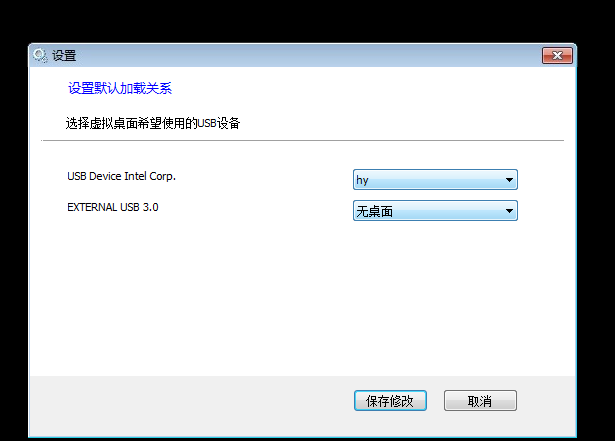 设置
设置默认加载关系
选择虚拟桌面希望使用的USB设备
USB Device Intel Corp.
hy
EXTERNAL USB 3.0
无桌面
保存修改
取消